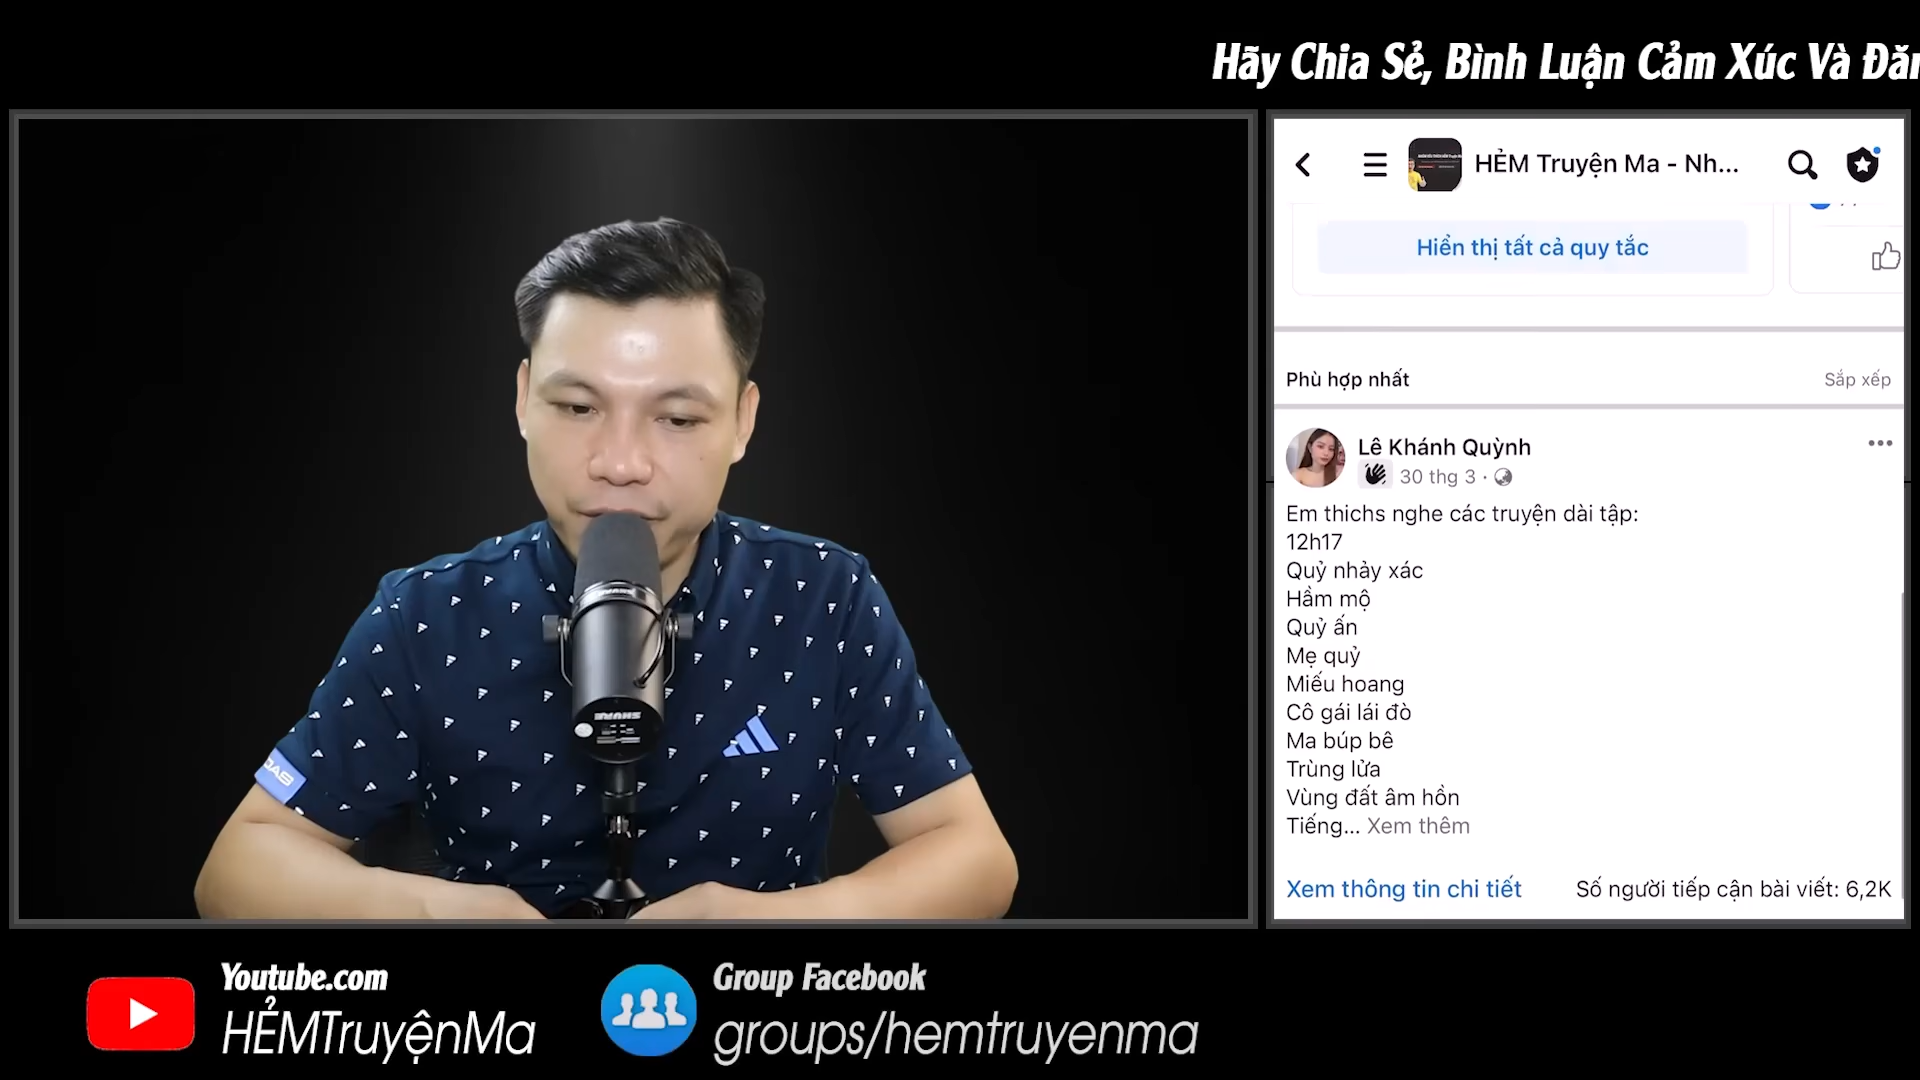 Hãy Chia Sẻ, Bình Luận Cảm Xúc Và
HẺM Truyện Ma - Nh...
Hiển thị tất cả quy tắc
Phù hợp nhất
Sắp xếp
Lê Khánh Quỳnh
30 thg 3 ·
Em thichs nghe các truyện dài tập:
12h17
Quỷ nhảy xác
Hầm mộ
Quỷ ấn
Mẹ quỷ
Miếu hoang
Cô gái lái đò
Ma búp bê
Trùng lửa
Vùng đất âm hồn
Tiếng... Xem thêm
Xem thông tin chi tiết
Số người tiếp cận bài viết: 6,2K
SHURE
Youtube.com
HẺMTruyệnMa
Group Facebook
groups/hemtruyenma